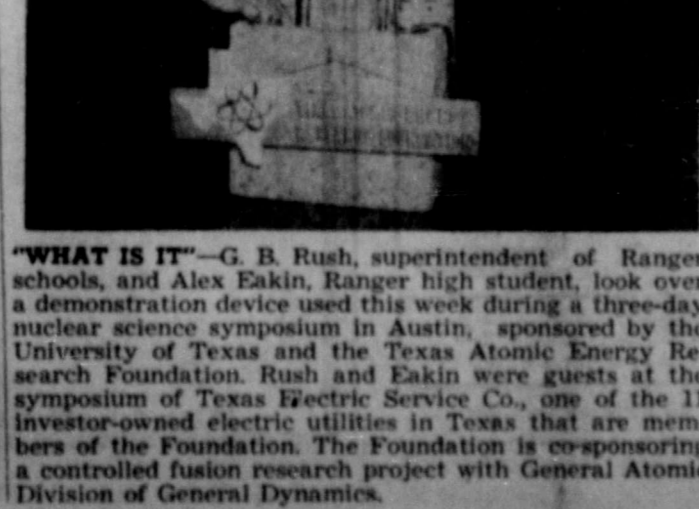 "WHAT IS IT"—G. B. Rush, superintendent of Ranger
schools, and Alex Eakin, Ranger high student, look over
a demonstration device used this week during a three-day
nuclear science symposium in Austin, sponsored by the
University of Texas and the Texas Atomic Energy Re
search Foundation. Rush and Eakin were guests at the
symposium of Texas Electric Service Co., one of the 11
investor-owned electric utilities in Texas that are mem
bers of the Foundation. The Foundation is co-sponsoring
a controlled fusion research project with General Atomic
Division of General Dynamics.